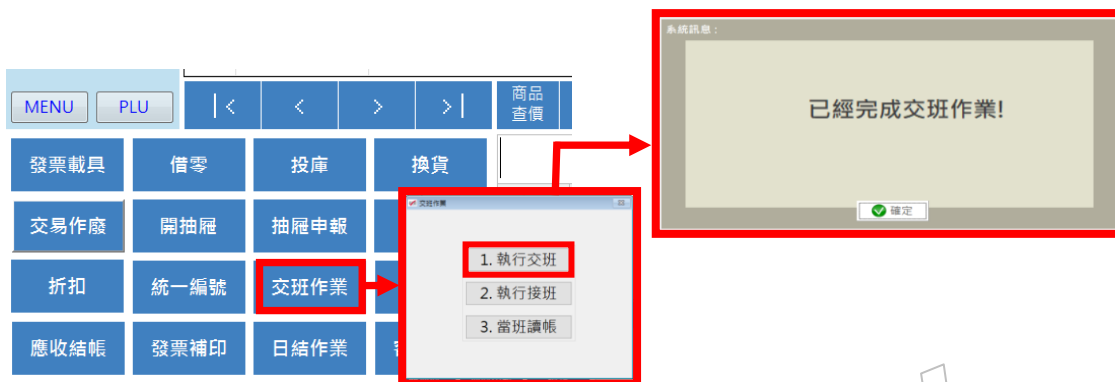 系統訊息：
已經完成交班作業!
確定
MENU PLU |< < > >| 商品
查價
發票載具 借零 投庫 換貨
交易作廢 開抽屜 抽屜申報
折扣 統一編號 交班作業
應收結帳 發票補印 日結作業
交班作業
1. 執行交班
2. 執行接班
3. 當班讀帳